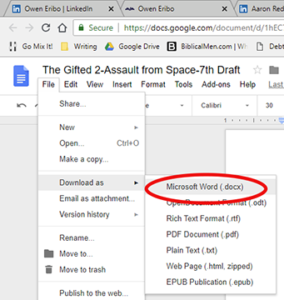 Owen Eribo | LinkedIn
Owen Eribo
Aaron Red
Secure
https://docs.google.com/document/d/1hEC
Go Mix It!
Writing
Google Drive
BiblicalMen.com
The Gifted 2-Assault from Space-7th Draft
File Edit View Insert Format Tools Add-ons Help
Calibri 30
Share...
New
Open... Ctrl+O
Make a copy...
Download as
Email as attachment...
Version history
Rename...
Move to...
Move to trash
Publish to the web...
Microsoft Word (.docx)
OpenDocument Format (.odt)
Rich Text Format (.rtf)
PDF Document (.pdf)
Plain Text (.txt)
Web Page (.html, zipped)
EPUB Publication (.epub)